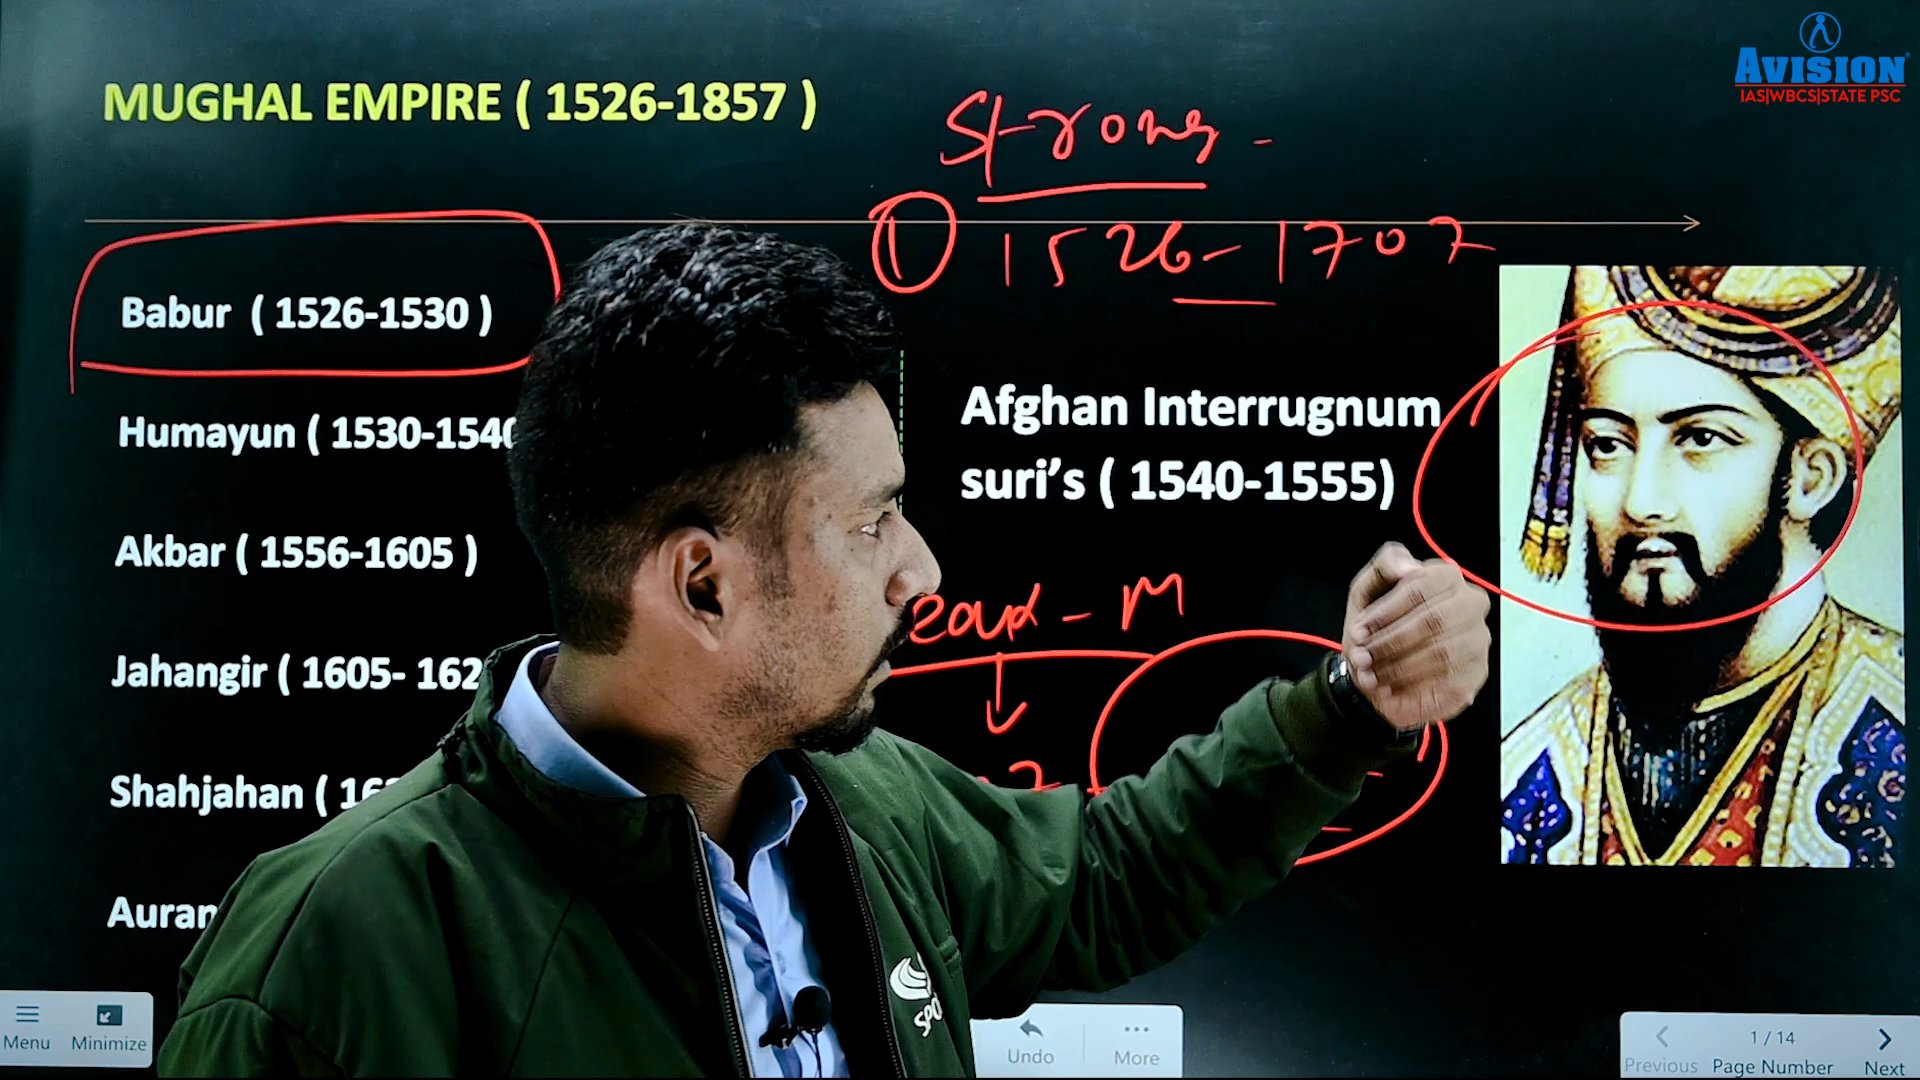 AVISION
IAS|WBCS|STATE PSC
MUGHAL EMPIRE ( 1526-1857 )
Strong -
① 1526-1707
Babur ( 1526-1530 )
Humayun ( 1530-1540
Afghan Interrugnum
suri's ( 1540-1555)
Akbar ( 1556-1605 )
Jahangir ( 1605- 162
Shahjahan ( 16
Auran
SPO
Menu
Minimize
Undo
More
1 / 14
Previous
Page Number
Next